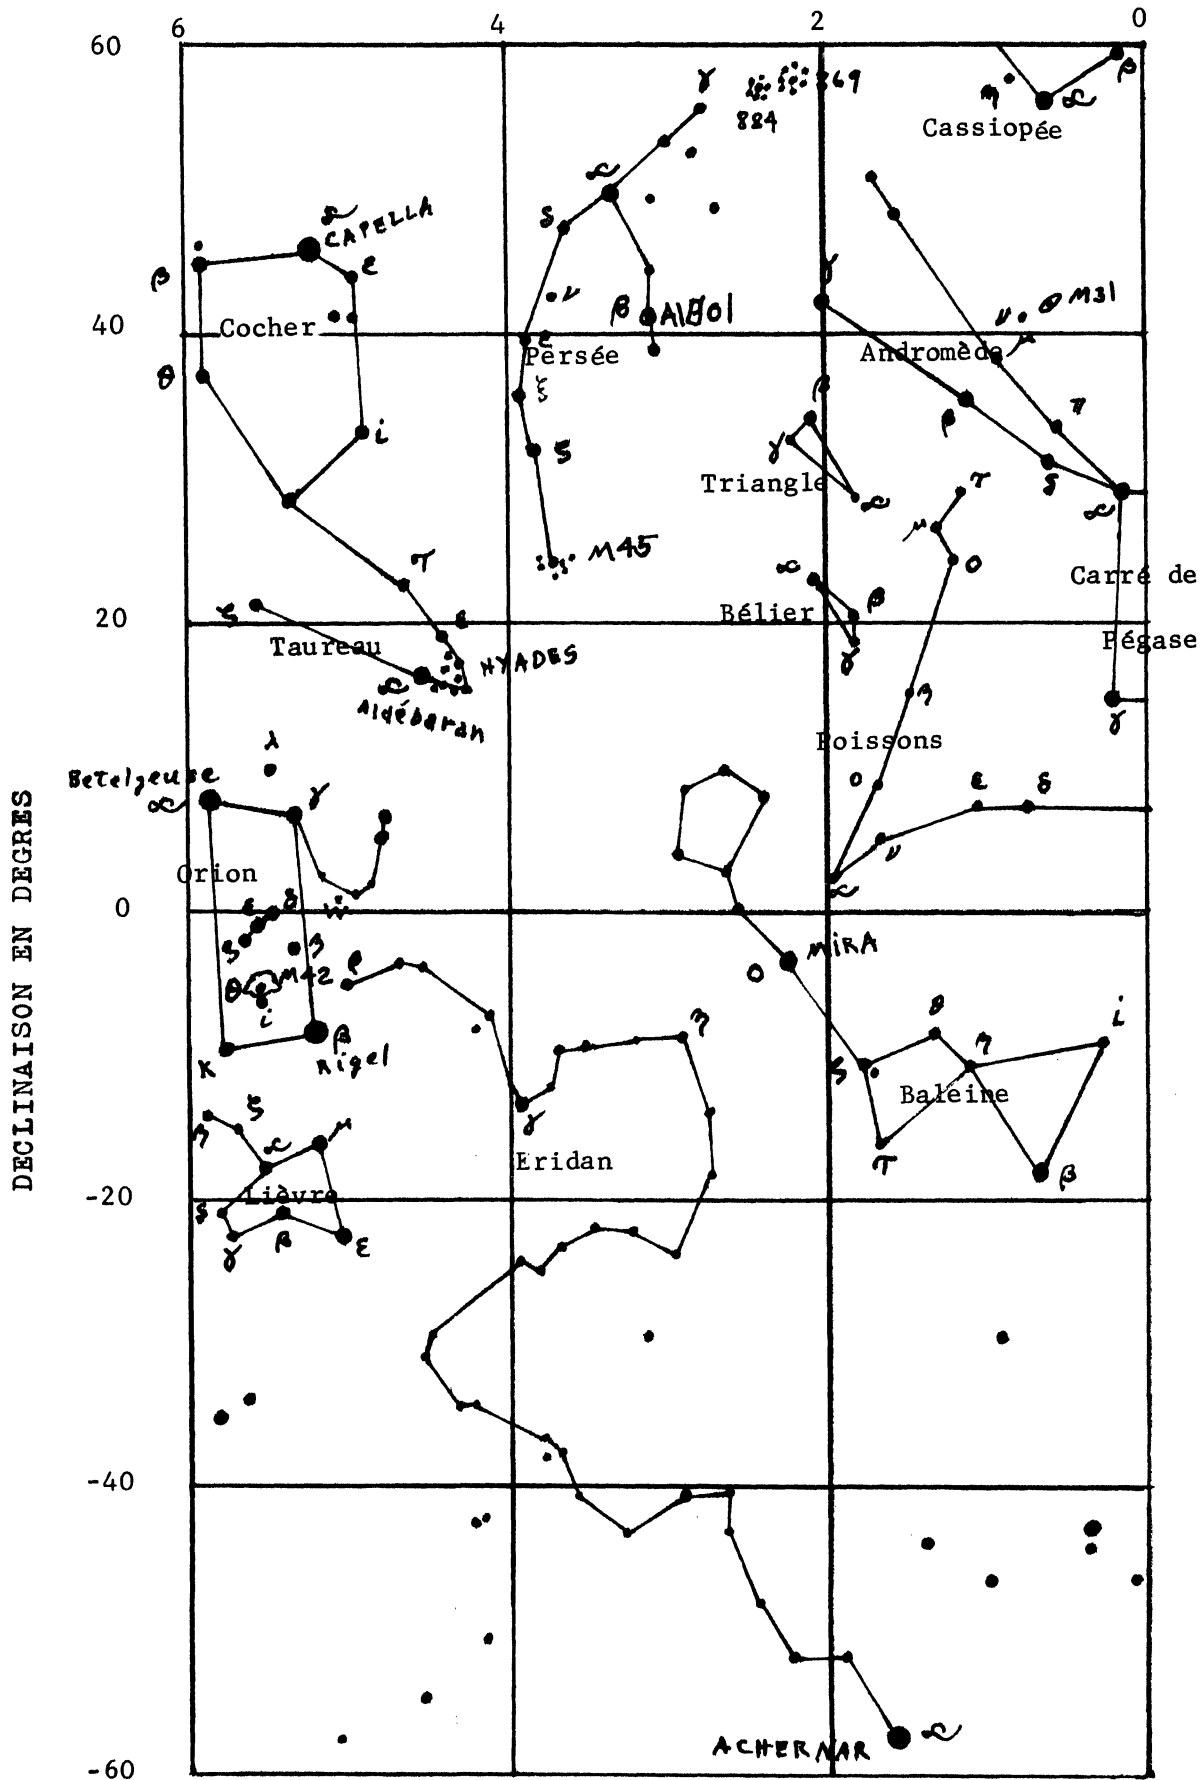 6 4 2 0
60
γ
869
884
β
η α
Cassiopée
α
α
CAPELLA
δ
β
ε
γ
ν
β AlGOl
ν M31
μ
40
Cocher
ε
Persée
Andromède
θ
ξ
β
β
π
i
ζ
γ
Triangle
δ
α
τ
α
μ
M45
ο
τ
α
Carré de
β
20
ζ
ε
Bélier
Taureau
HYADES
γ
Pégase
α
Aldébaran
η
γ
Poissons
λ
Betelgeuse
α
γ
ο
ε δ
ν
Orion
α
0
ε δ
ζ
η
MIRA
θ M42
β
ο
i
β
Rigel
κ
η
θ
η
i
ζ
Baleine
γ
η
ζ
α
μ
Eridan
τ
β
-20
Lièvre
δ
γ
β
ε
DECLINAISON EN DEGRES
-40
ACHERNAR α
-60